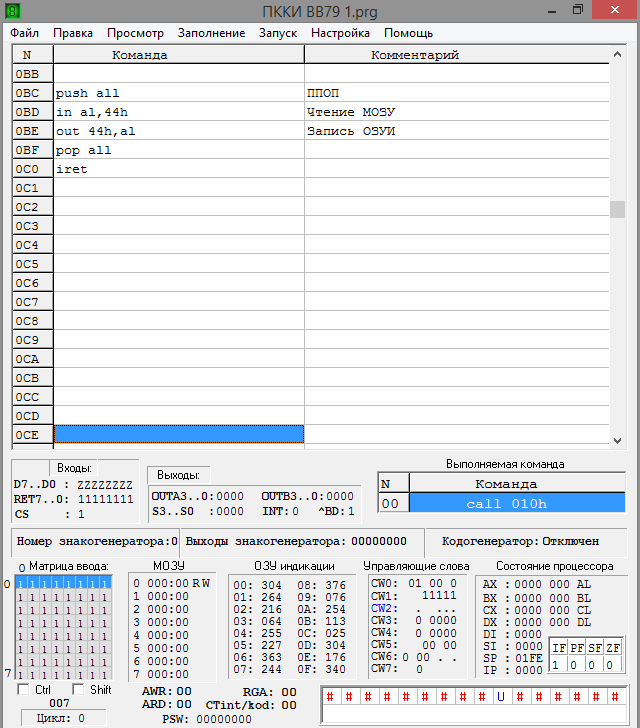 ПККИ ВВ79 1.prg
Файл Правка Просмотр Заполнение Запуск Настройка Помощь
N Команда Комментарий
0BB
0BC push all ППОП
0BD in al,44h Чтение МОЗУ
0BE out 44h,al Запись ОЗУИ
0BF pop all
0C0 iret
0C1
0C2
0C3
0C4
0C5
0C6
0C7
0C8
0C9
0CA
0CB
0CC
0CD
0CE
Входы:
D7..D0 : ZZZZZZZZ
RET7..0: 11111111
CS : 1
Выходы:
OUTA3..0:0000 OUTB3..0:0000
S3..S0 :0000 INT:0 ^BD:1
Выполняемая команда
N Команда
00 call 010h
Номер знакогенератора:0 Выходы знакогенератора: 00000000 Кодогенератор: Отключен
0 Матрица ввода:
0 11111111
11111111
11111111
11111111
11111111
11111111
11111111
7 11111111
Ctrl Shift
007
Цикл: 0
МОЗУ
0 000:00 R W
1 000:00
2 000:00
3 000:00
4 000:00
5 000:00
6 000:00
7 000:00
ОЗУ индикации
00: 304 08: 376
01: 264 09: 076
02: 216 0A: 254
03: 064 0B: 113
04: 255 0C: 025
05: 227 0D: 304
06: 363 0E: 176
07: 244 0F: 340
Управляющие слова
CW0: 01 00 0
CW1: 11111
CW2: . ...
CW3: 0 0000
CW4: 0 0000
CW5: 00 00
CW6: 0 00 . .
CW7: 0
Состояние процессора
AX : 0000 000 AL
BX : 0000 000 BL
CX : 0000 000 CL
DX : 0000 000 DL
DI : 0000
SI : 0000
SP : 01FE
IP : 0000
IF PF SF ZF
1 0 0 0
AWR: 00 RGA: 00
ARD: 00 CTint/kod: 00
PSW: 00000000
# # # # # # # # # U # # # # # #